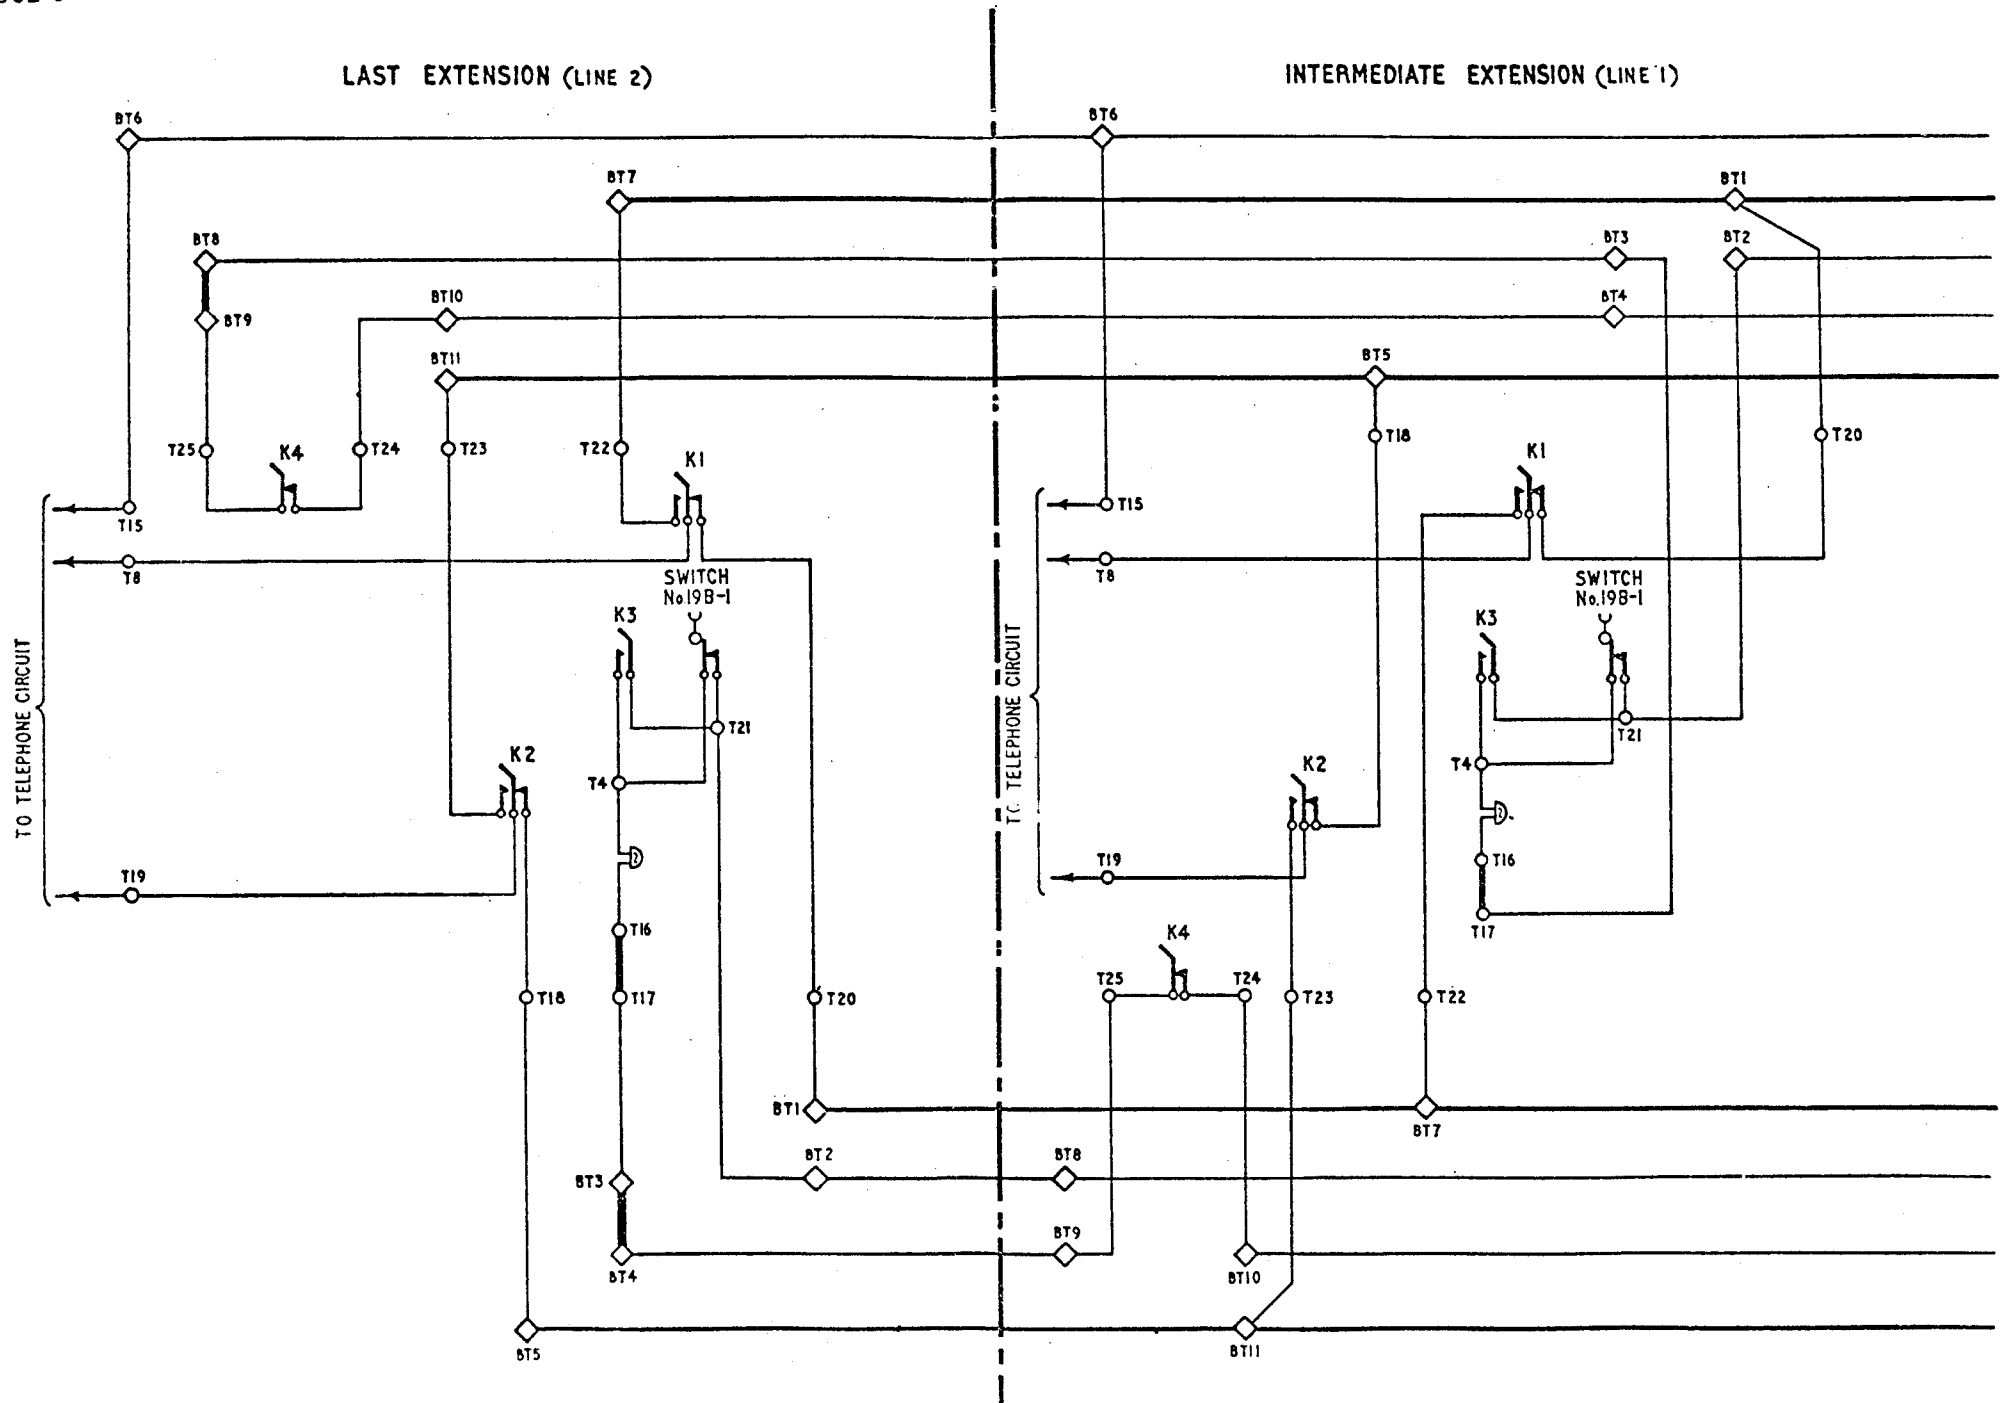 LAST EXTENSION (LINE 2)
INTERMEDIATE EXTENSION (LINE 1)
BT6
BT6
BT7
BT1
BT8
BT3
BT2
BT10
BT9
BT4
BT11
BT5
T25
K4
T24
T23
T22
K1
T18
K1
T20
T15
T15
T8
T8
SWITCH
No.19B-1
SWITCH
No.19B-1
K3
K3
TO TELEPHONE CIRCUIT
TO TELEPHONE CIRCUIT
T21
T21
K2
T4
T4
K2
T19
T19
T16
T16
T17
K4
T25
T24
T18
T17
T20
T23
T22
BT1
BT7
BT2
BT8
BT3
BT9
BT4
BT10
BT5
BT11